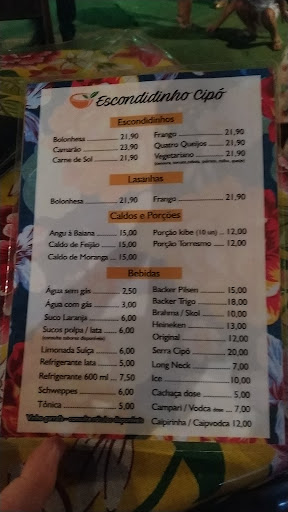 Escondidinho Cipó
Escondidinhos
Bolonhesa 21,90
Camarão 23,90
Carne de Sol 21,90
Frango 21,90
Quatro Queijos 21,90
Vegetariano 21,90
Lasanhas
Bolonhesa 21,90
Frango 21,90
Caldos e Porções
Angu à Baiana 15,00
Caldo de Feijão 15,00
Caldo de Moranga 15,00
Porção kibe (10 un) 12,00
Porção Torresmo 12,00
Bebidas
Água sem gás 2,50
Água com gás 3,00
Suco Laranja 6,00
Sucos polpa / lata 6,00
(consulte sabores disponíveis)
Limonada Suíça 6,00
Refrigerante lata 5,00
Refrigerante 600 ml 7,50
Schweppes 6,00
Tônica 5,00
Backer Pilsen 15,00
Backer Trigo 18,00
Brahma / Skol 10,00
Heineken 13,00
Original 12,00
Serra Cipó 20,00
Long Neck 7,00
Ice 10,00
Cachaça dose 5,00
Campari / Vodca dose 7,00
Caipirinha / Caipvodca 12,00